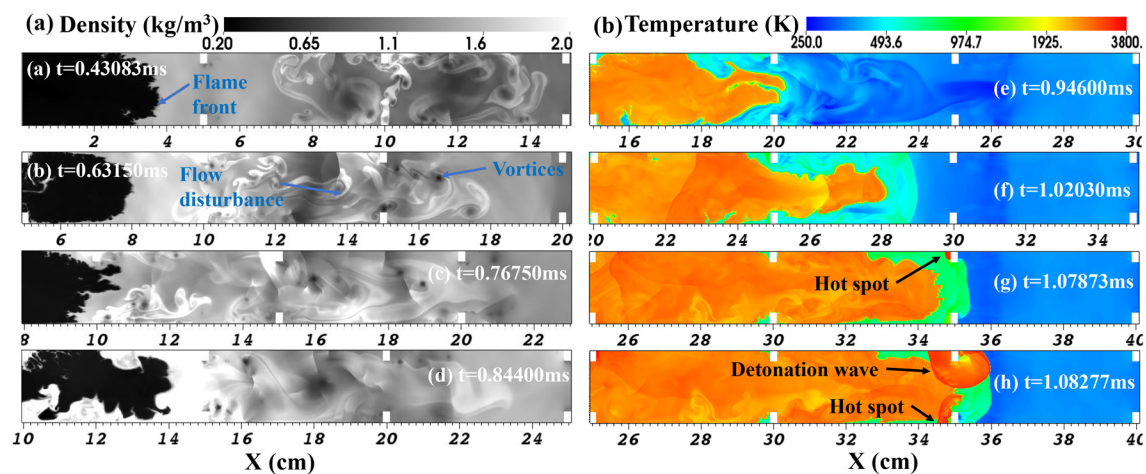 (a) Density (kg/m³)
0.20 0.65 1.1 1.6 2.0
(a) t=0.43083ms
Flame
front
2 4 6 8 10 12 14
(b) t=0.63150ms
Flow
disturbance
Vortices
6 8 10 12 14 16 18 20
(c) t=0.76750ms
8 10 12 14 16 18 20 22
(d) t=0.84400ms
10 12 14 16 18 20 22 24
X (cm)
(b) Temperature (K)
250.0 493.6 974.7 1925. 3800.
(e) t=0.94600ms
16 18 20 22 24 26 28 30
(f) t=1.02030ms
20 22 24 26 28 30 32 34
Hot spot
(g) t=1.07873ms
26 28 30 32 34 36 38 40
Detonation wave
(h) t=1.08277ms
Hot spot
26 28 30 32 34 36 38 40
X (cm)